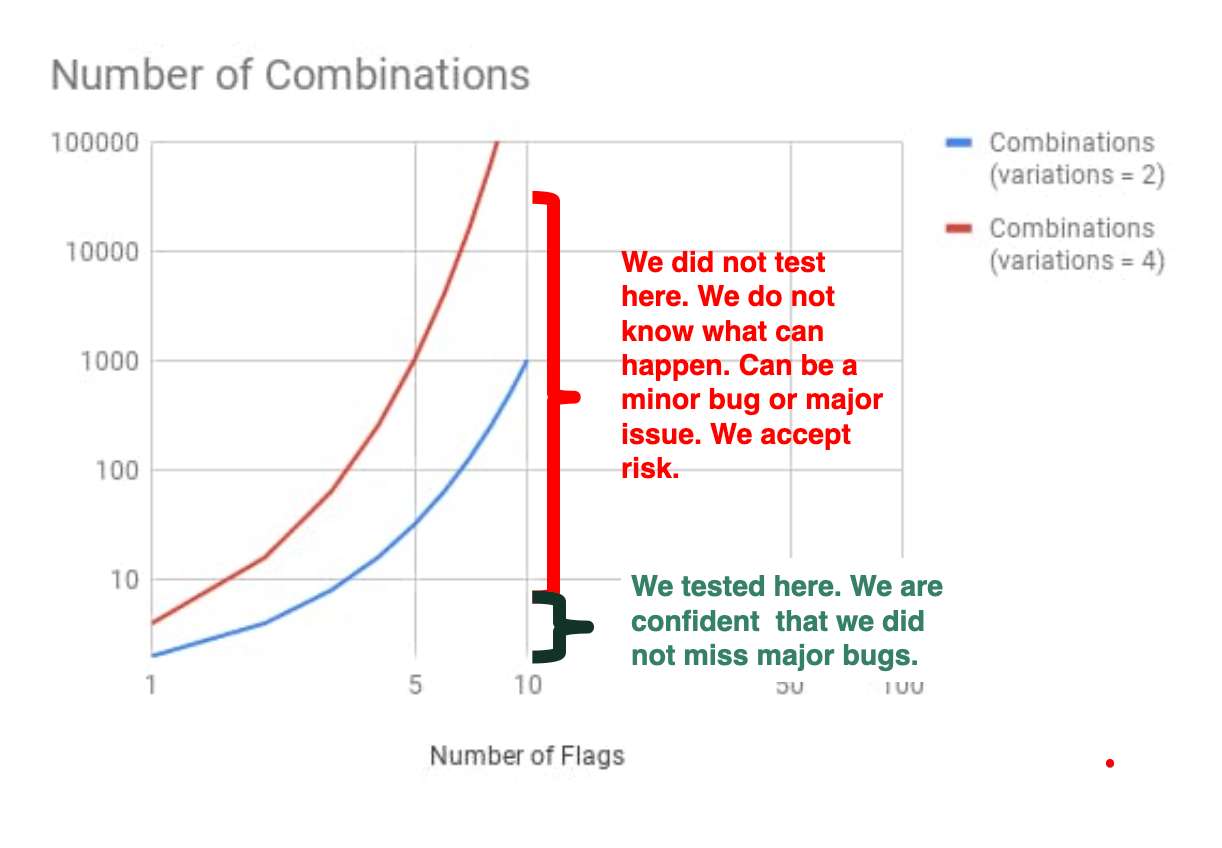 Number of Combinations
100000
10000
1000
100
10
1
5
10
50
100
Number of Flags
Combinations
(variations = 2)
Combinations
(variations = 4)
We did not test
here. We do not
know what can
happen. Can be a
minor bug or major
issue. We accept
risk.
We tested here. We are
confident  that we did
not miss major bugs.